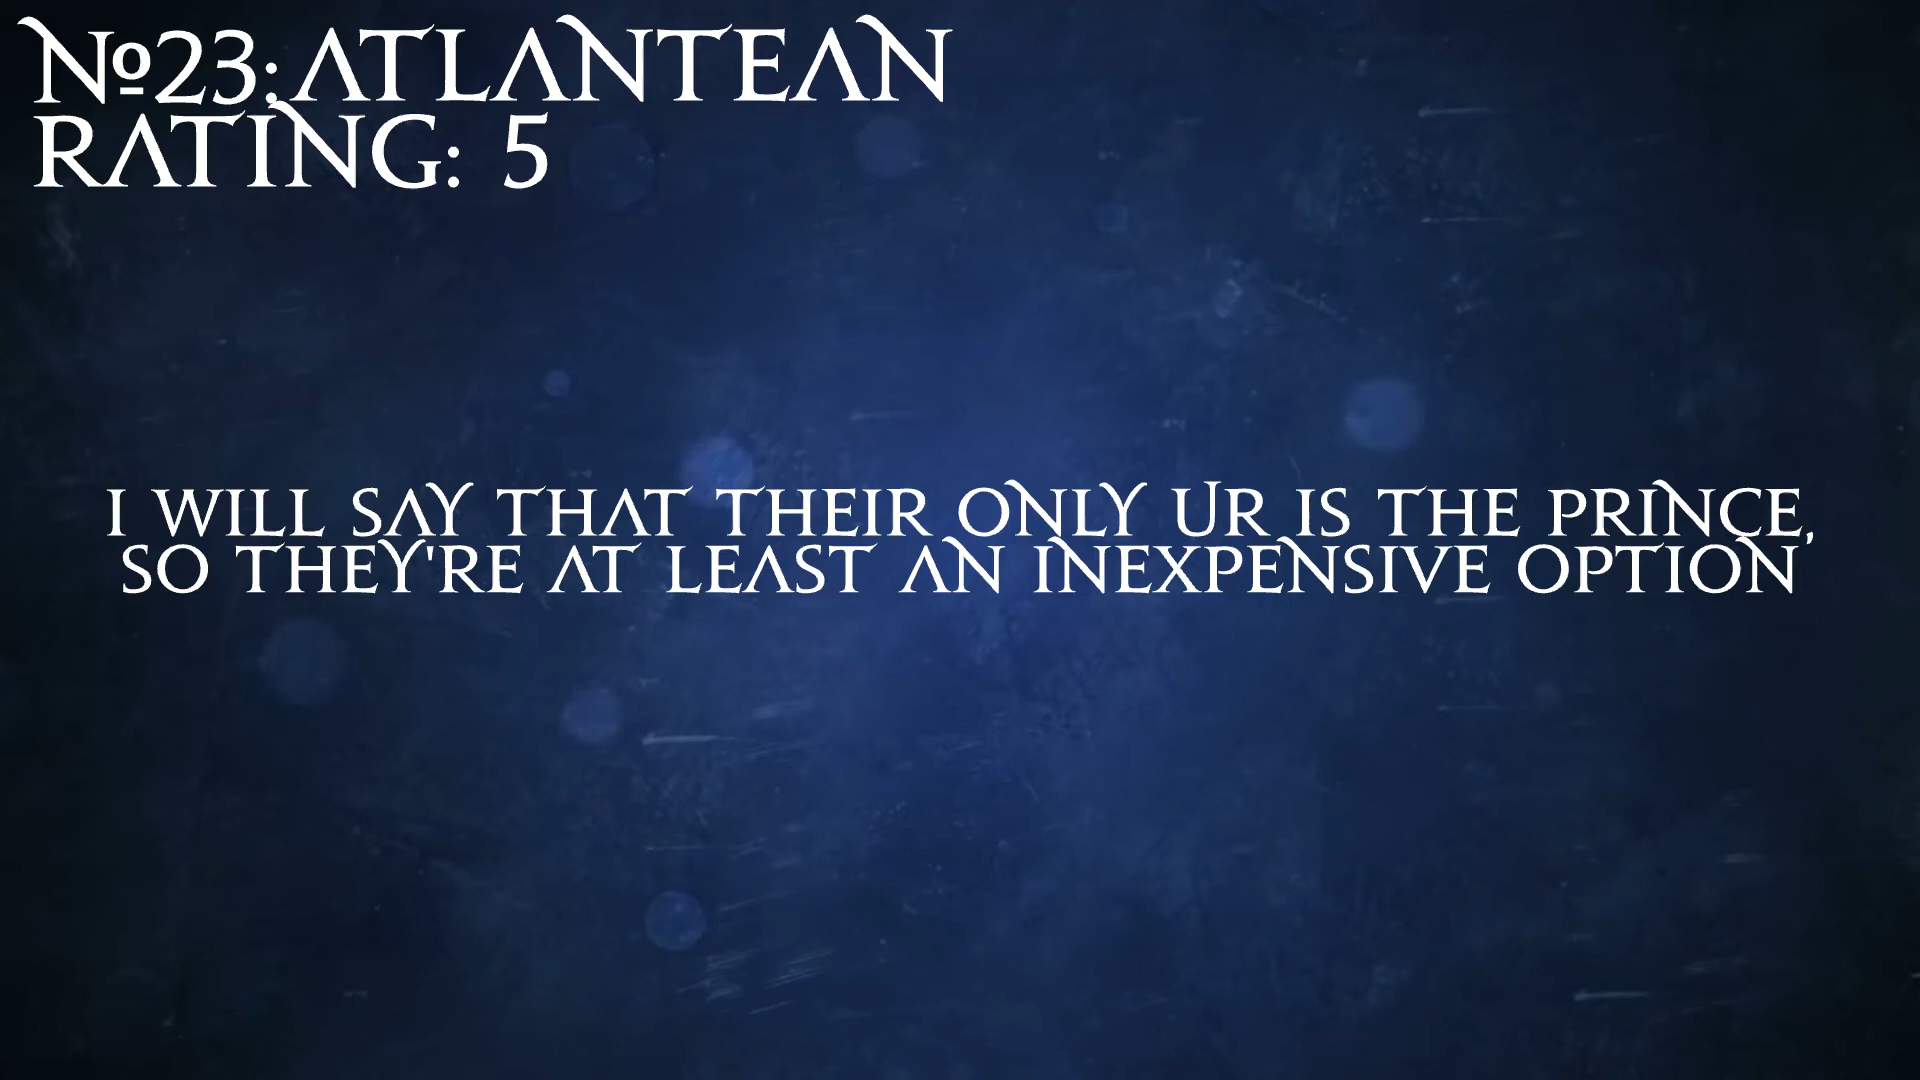 №23: ATLANTEAN
RATING: 5
I WILL SAY THAT THEIR ONLY UR IS THE PRINCE,
SO THEY'RE AT LEAST AN INEXPENSIVE OPTION